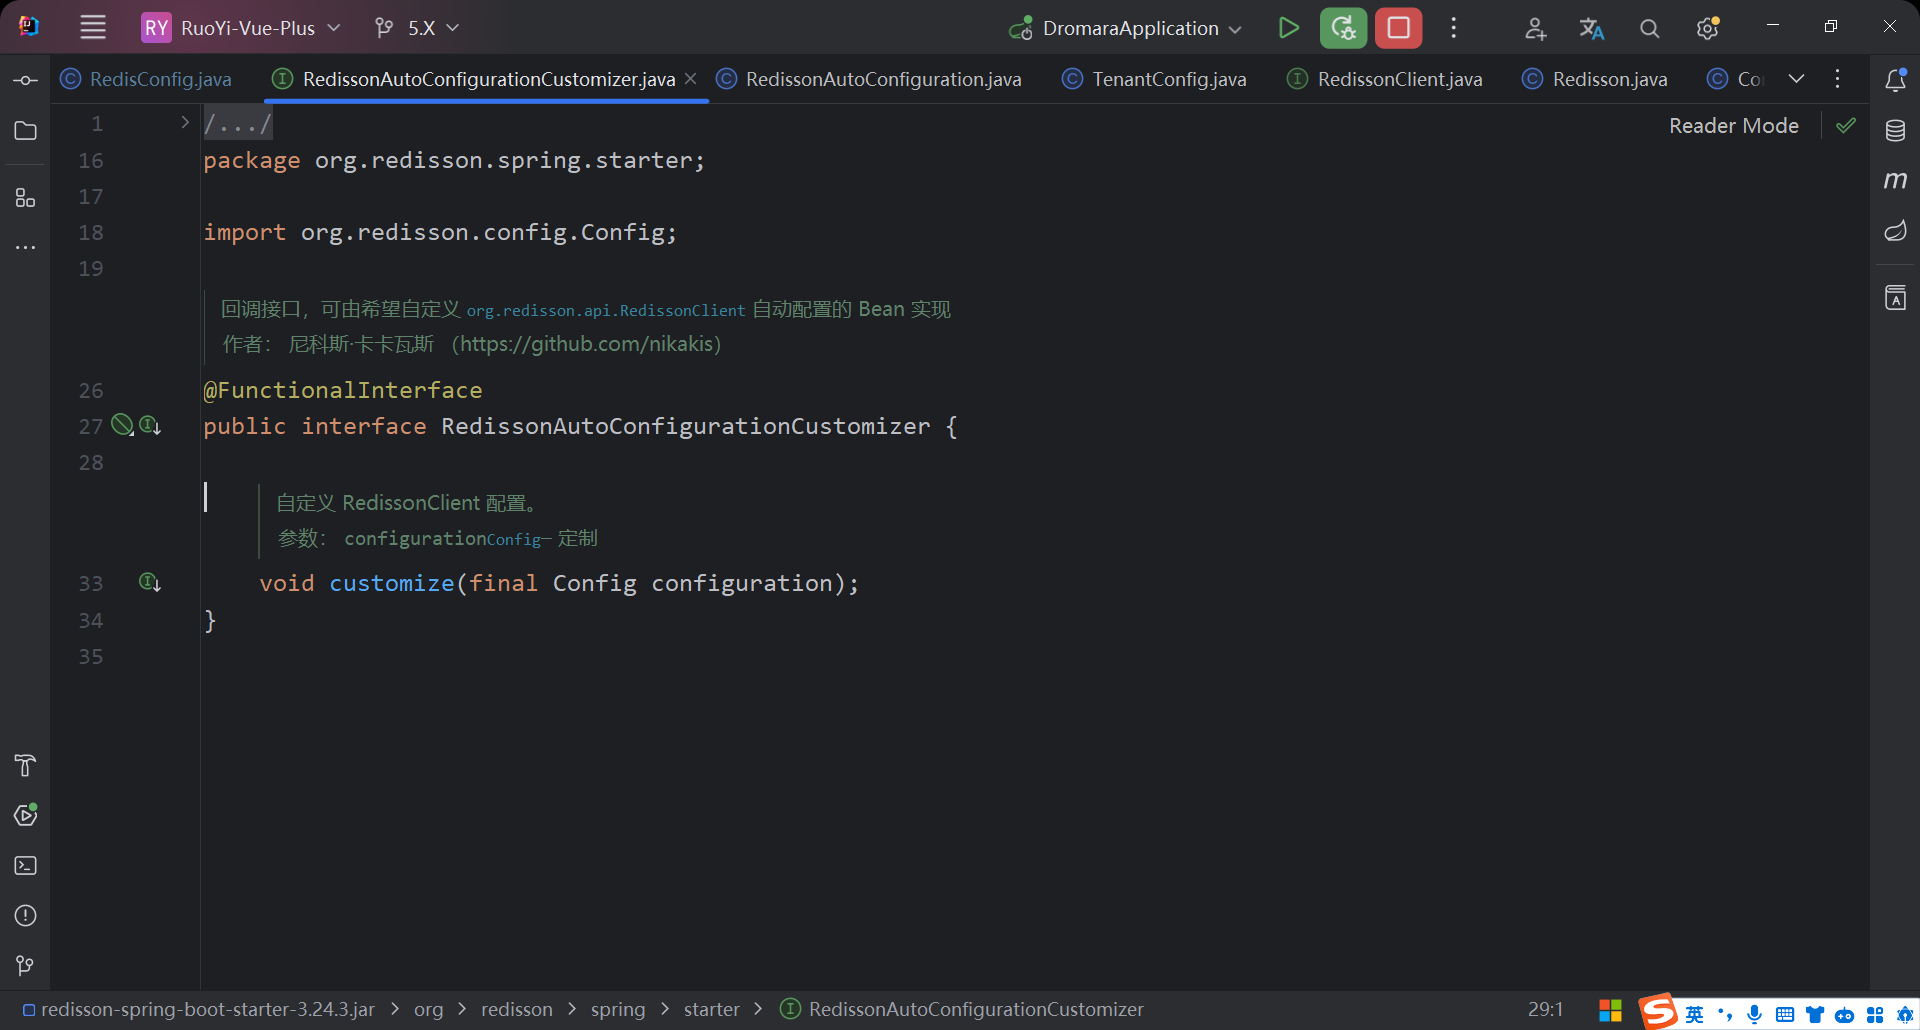 RY RuoYi-Vue-Plus 5.X DromaraApplication
RedisConfig.java RedissonAutoConfigurationCustomizer.java RedissonAutoConfiguration.java TenantConfig.java RedissonClient.java Redisson.java Co
1 /.../ Reader Mode
16 package org.redisson.spring.starter;
17
18 import org.redisson.config.Config;
19
回调接口，可由希望自定义 org.redisson.api.RedissonClient 自动配置的 Bean 实现
作者： 尼科斯·卡卡瓦斯 （https://github.com/nikakis）
26 @FunctionalInterface
27 public interface RedissonAutoConfigurationCustomizer {
28
自定义 RedissonClient 配置。
参数： configurationConfig– 定制
33 void customize(final Config configuration);
34 }
35
redisson-spring-boot-starter-3.24.3.jar > org > redisson > spring > starter > RedissonAutoConfigurationCustomizer 29:1 英